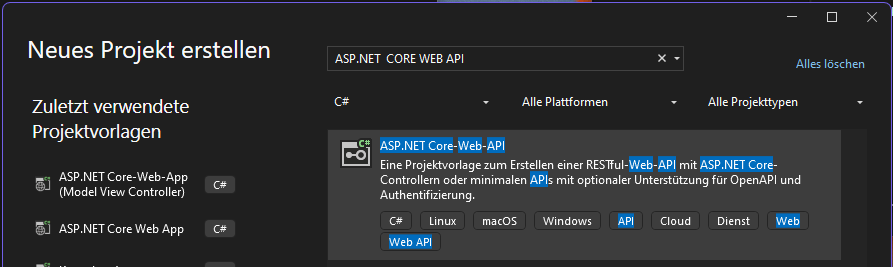 Neues Projekt erstellen
ASP.NET CORE WEB API
Alles löschen
C#
Alle Plattformen
Alle Projekttypen
Zuletzt verwendete
Projektvorlagen
ASP.NET Core-Web-App
(Model View Controller)
C#
ASP.NET Core Web App
C#
ASP.NET Core-Web-API
Eine Projektvorlage zum Erstellen einer RESTful-Web-API mit ASP.NET Core-
Controllern oder minimalen APIs mit optionaler Unterstützung für OpenAPI und
Authentifizierung.
C#
Linux
macOS
Windows
API
Cloud
Dienst
Web
Web API